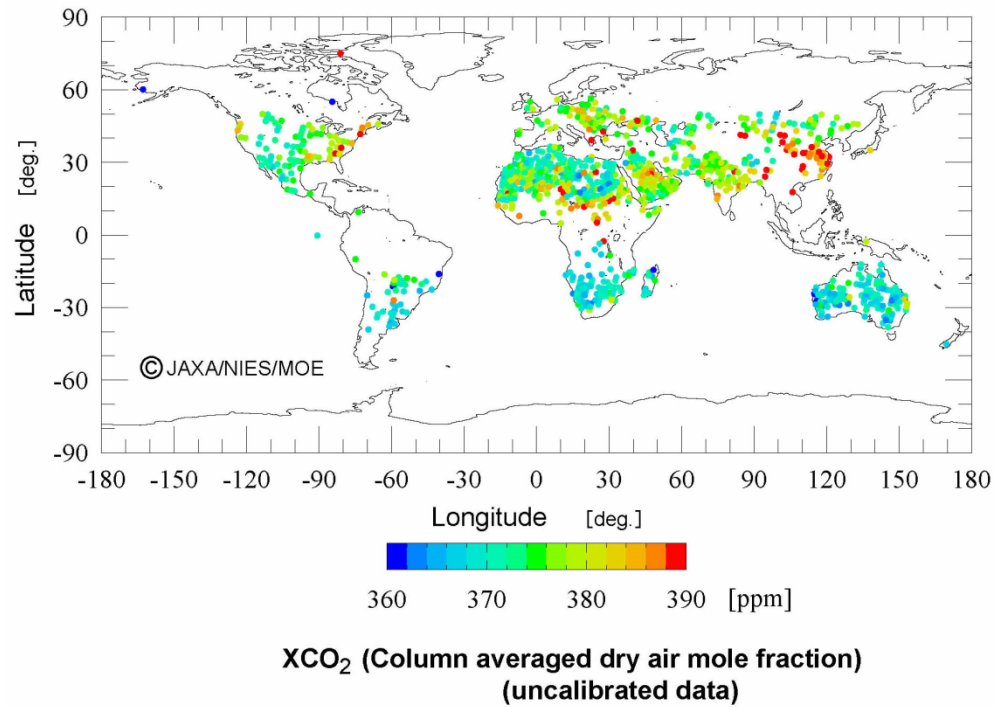 90
60
30
0
-30
-60
-90
Latitude [deg.]
© JAXA/NIES/MOE
-180 -150 -120 -90 -60 -30 0 30 60 90 120 150 180
Longitude [deg.]
360 370 380 390 [ppm]
XCO₂ (Column averaged dry air mole fraction)
(uncalibrated data)